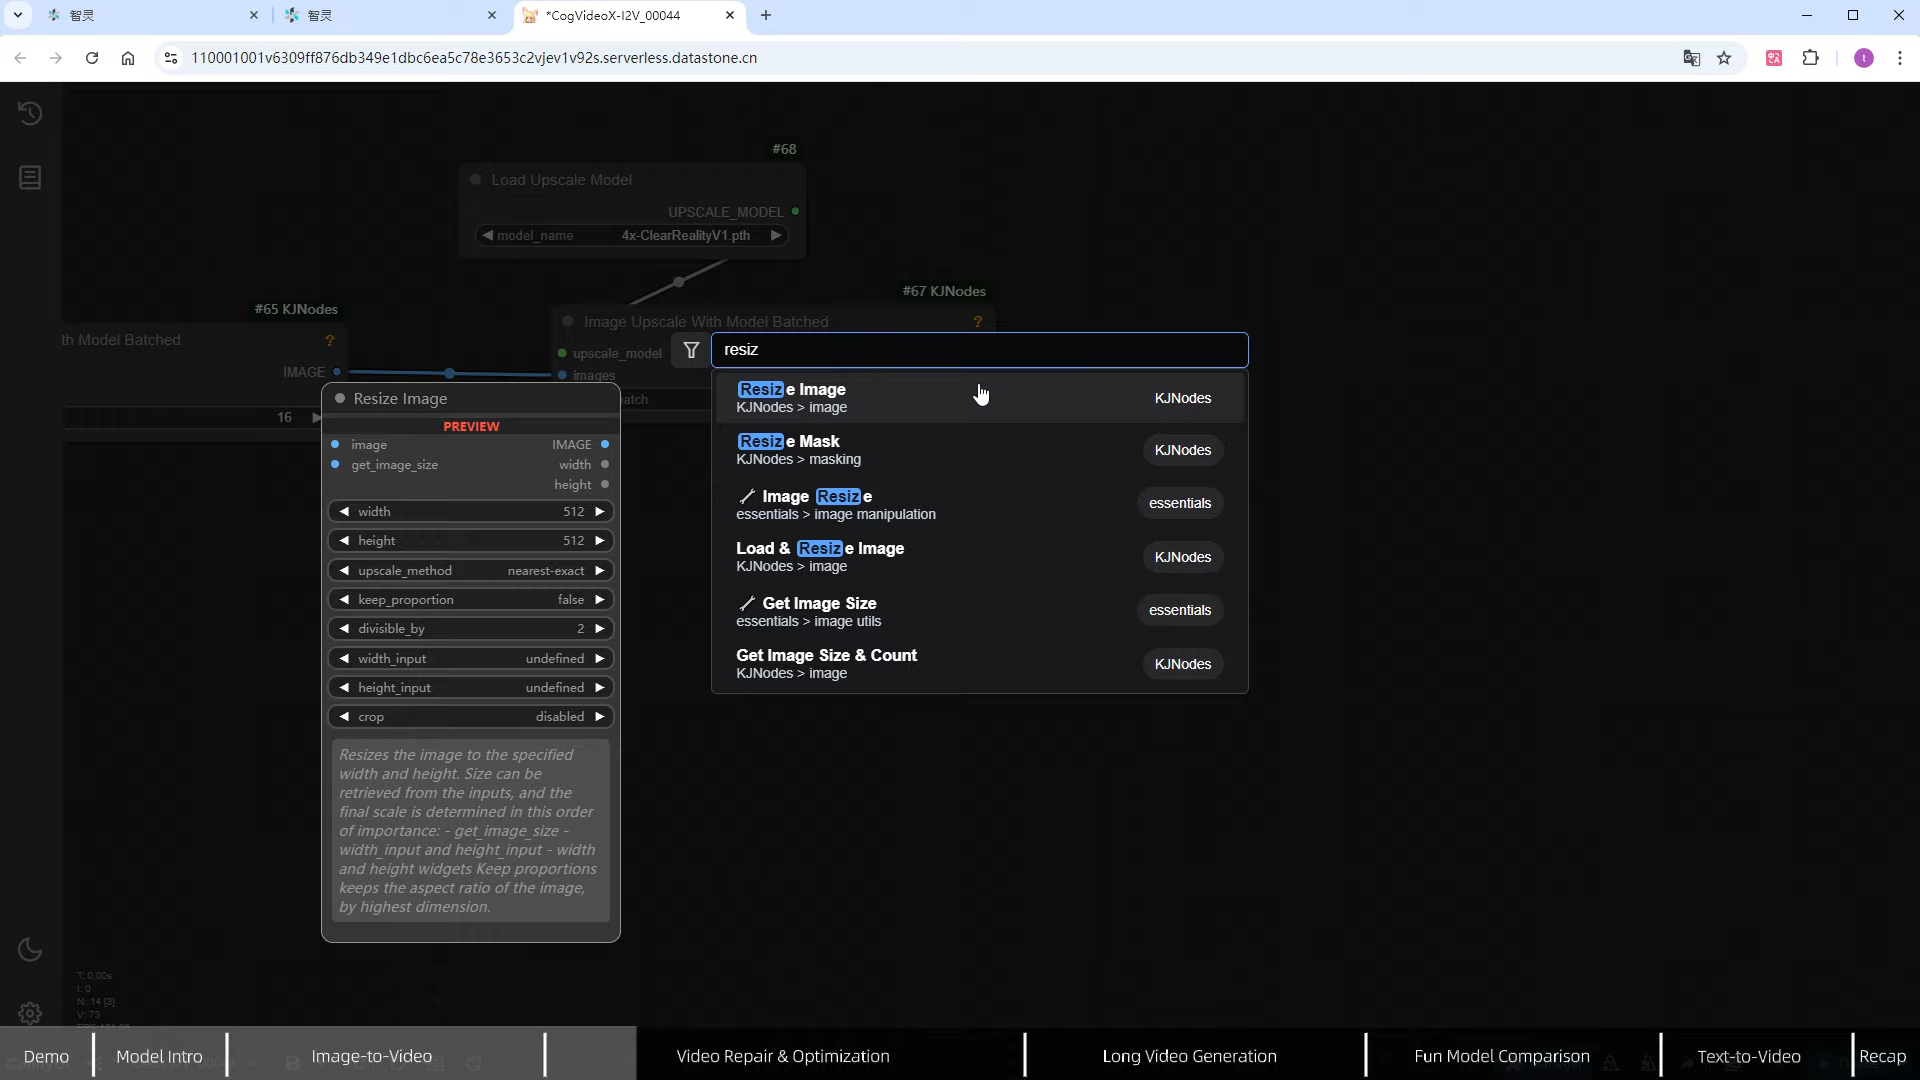 智灵
智灵
*CogVideoX-I2V_00044
110001001v6309ff876db349e1dbc6ea5c78e3653c2vjev1v92s.serverless.datastone.cn
t
#68
Load Upscale Model
UPSCALE_MODEL
model_name 4x-ClearRealityV1.pth
#65 KJNodes
#67 KJNodes
th Model Batched ?
Image Upscale With Model Batched ?
IMAGE
upscale_model
images
16
atch
resiz
Resize Image
KJNodes > image
KJNodes
Resize Mask
KJNodes > masking
KJNodes
Image Resize
essentials > image manipulation
essentials
Load & Resize Image
KJNodes > image
KJNodes
Get Image Size
essentials > image utils
essentials
Get Image Size & Count
KJNodes > image
KJNodes
Resize Image
PREVIEW
image IMAGE
get_image_size width
height
width 512
height 512
upscale_method nearest-exact
keep_proportion false
divisible_by 2
width_input undefined
height_input undefined
crop disabled
Resizes the image to the specified
width and height. Size can be
retrieved from the inputs, and the
final scale is determined in this order
of importance: - get_image_size -
width_input and height_input - width
and height widgets Keep proportions
keeps the aspect ratio of the image,
by highest dimension.
T: 0.00s
I: 0
N: 14 [3]
V: 73
Demo
Model Intro
Image-to-Video
Video Repair & Optimization
Long Video Generation
Fun Model Comparison
Text-to-Video
Recap